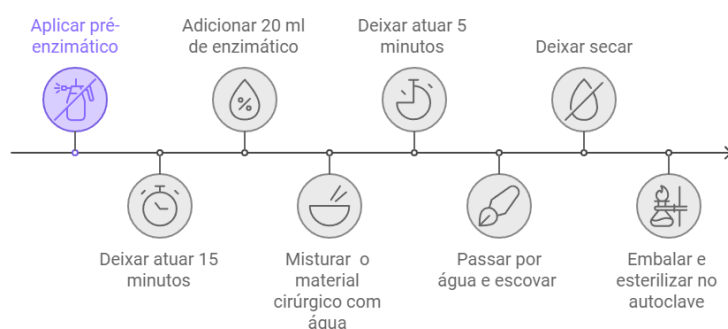 Aplicar pré-
enzimático
Deixar atuar 15
minutos
Adicionar 20 ml
de enzimático
Misturar o
material
cirúrgico com
água
Deixar atuar 5
minutos
Passar por
água e escovar
Deixar secar
Embalar e
esterilizar no
autoclave